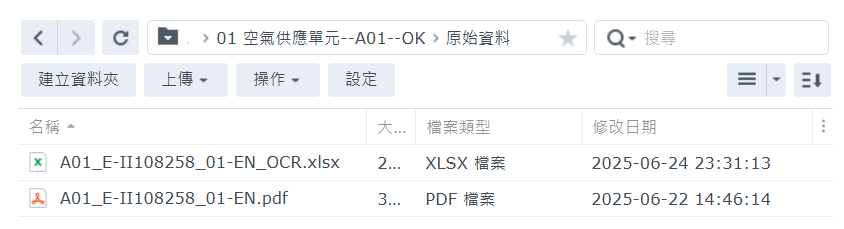 . › 01 空氣供應單元--A01--OK › 原始資料
搜尋
建立資料夾 上傳 操作 設定
名稱 大... 檔案類型 修改日期
A01_E-II108258_01-EN_OCR.xlsx 2... XLSX 檔案 2025-06-24 23:31:13
A01_E-II108258_01-EN.pdf 3... PDF 檔案 2025-06-22 14:46:14